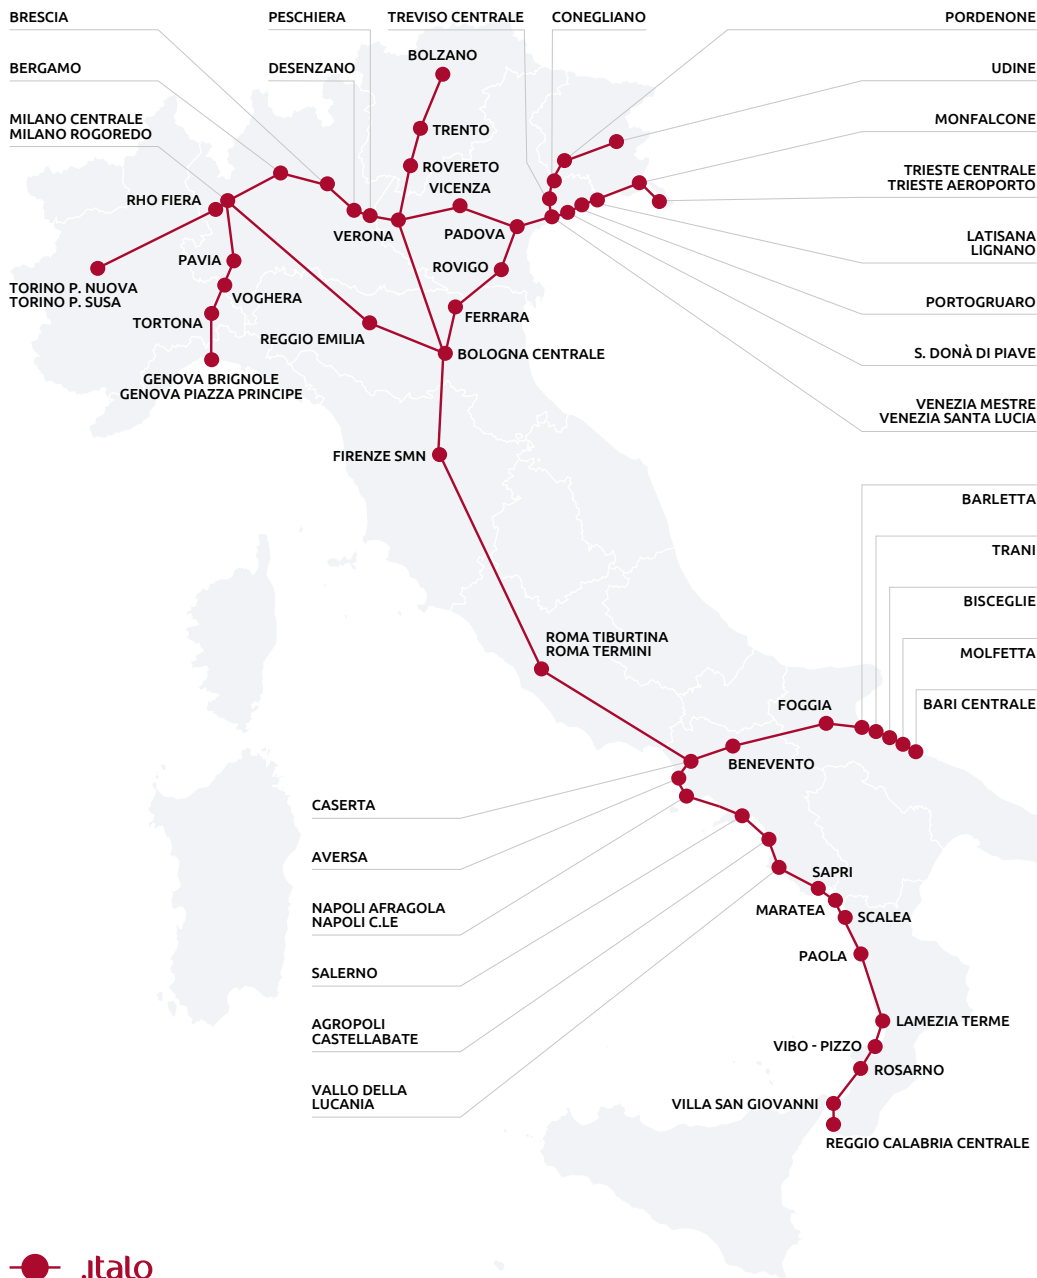 BRESCIA
PESCHIERA
TREVISO CENTRALE
CONEGLIANO
PORDENONE
BOLZANO
BERGAMO
DESENZANO
UDINE
MILANO CENTRALE
MILANO ROGOREDO
TRENTO
MONFALCONE
ROVERETO
VICENZA
TRIESTE CENTRALE
TRIESTE AEROPORTO
RHO FIERA
VERONA
PADOVA
LATISANA
LIGNANO
PAVIA
ROVIGO
TORINO P. NUOVA
TORINO P. SUSA
VOGHERA
PORTOGRUARO
TORTONA
FERRARA
REGGIO EMILIA
BOLOGNA CENTRALE
S. DONÀ DI PIAVE
GENOVA BRIGNOLE
GENOVA PIAZZA PRINCIPE
VENEZIA MESTRE
VENEZIA SANTA LUCIA
FIRENZE SMN
BARLETTA
TRANI
BISCEGLIE
ROMA TIBURTINA
ROMA TERMINI
MOLFETTA
FOGGIA
BARI CENTRALE
BENEVENTO
CASERTA
AVERSA
SAPRI
NAPOLI AFRAGOLA
NAPOLI C.LE
MARATEA
SCALEA
PAOLA
SALERNO
AGROPOLI
CASTELLABATE
LAMEZIA TERME
VIBO - PIZZO
ROSARNO
VALLO DELLA
LUCANIA
VILLA SAN GIOVANNI
REGGIO CALABRIA CENTRALE
.italo